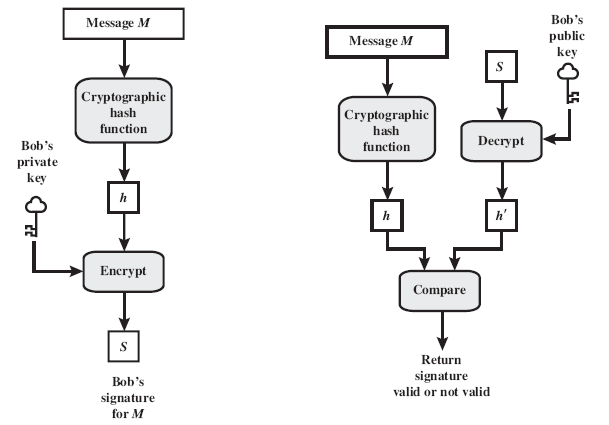 Message M
Cryptographic
hash
function
Bob's
private
key
h
Encrypt
S
Bob's
signature
for M
Message M
Bob's
public
key
S
Cryptographic
hash
function
Decrypt
h
h'
Compare
Return
signature
valid or not valid